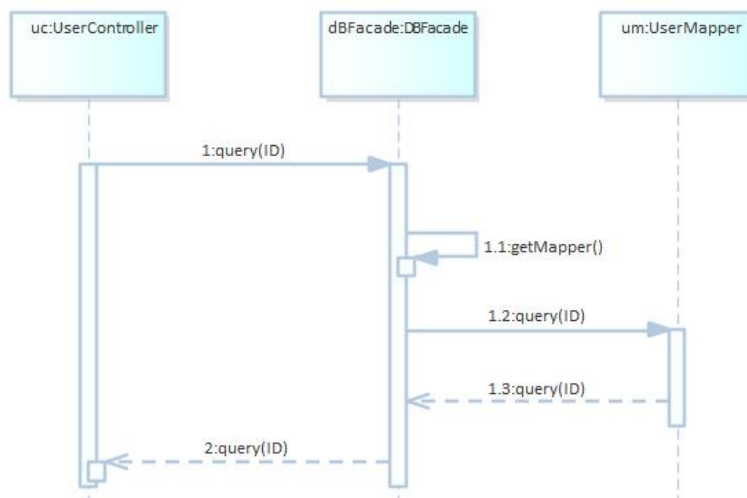 uc:UserController
dBFacade:DBFacade
um:UserMapper
1:query(ID)
1.1:getMapper()
1.2:query(ID)
1.3:query(ID)
2:query(ID)